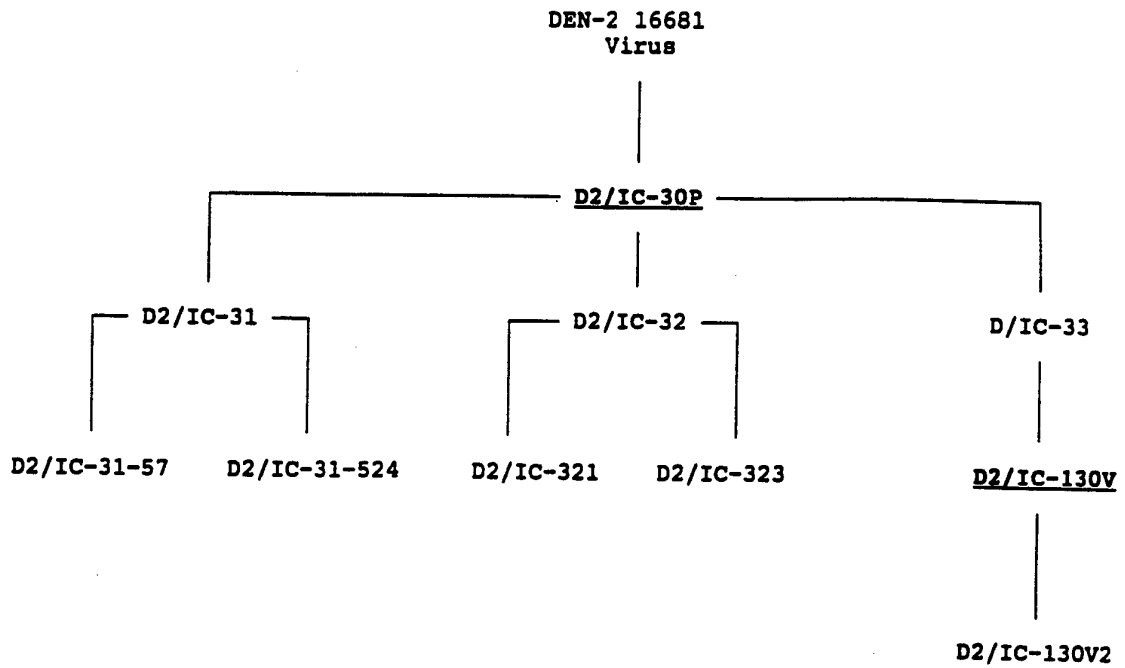 DEN-2 16681
Virus
D2/IC-30P
D2/IC-31
D2/IC-32
D/IC-33
D2/IC-31-57
D2/IC-31-524
D2/IC-321
D2/IC-323
D2/IC-130V
D2/IC-130V2